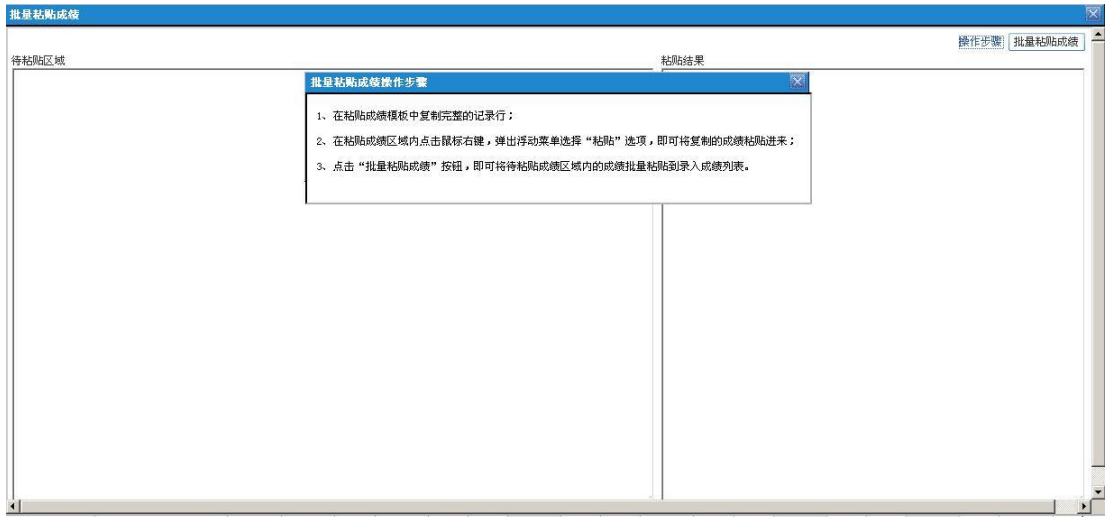 批量粘贴成绩
操作步骤 批量粘贴成绩
待粘贴区域 粘贴结果
批量粘贴成绩操作步骤
1、在粘贴成绩模板中复制完整的记录行；
2、在粘贴成绩区域内点击鼠标右键，弹出浮动菜单选择“粘贴”选项，即可将复制的成绩粘贴进来；
3、点击“批量粘贴成绩”按钮，即可将待粘贴成绩区域内的成绩批量粘贴到录入成绩列表。